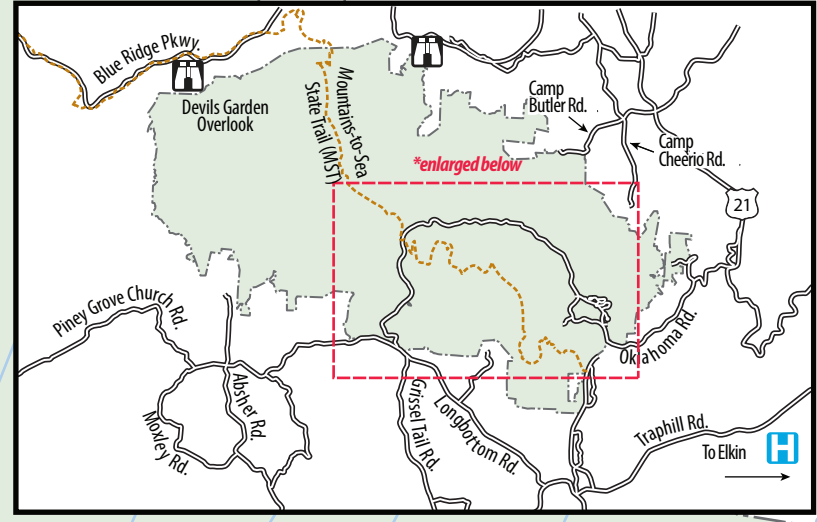 Blue Ridge Pkwy.
Devils Garden
Overlook
Mountains-to-Sea
State Trail (MST)
Camp
Butler Rd.
Camp
Cheerio Rd.
*enlarged below
21
Piney Grove Church Rd.
Oklahoma Rd.
Absher Rd.
Moxley Rd.
Grissel Tail Rd.
Longbottom Rd.
Traphill Rd.
To Elkin
H